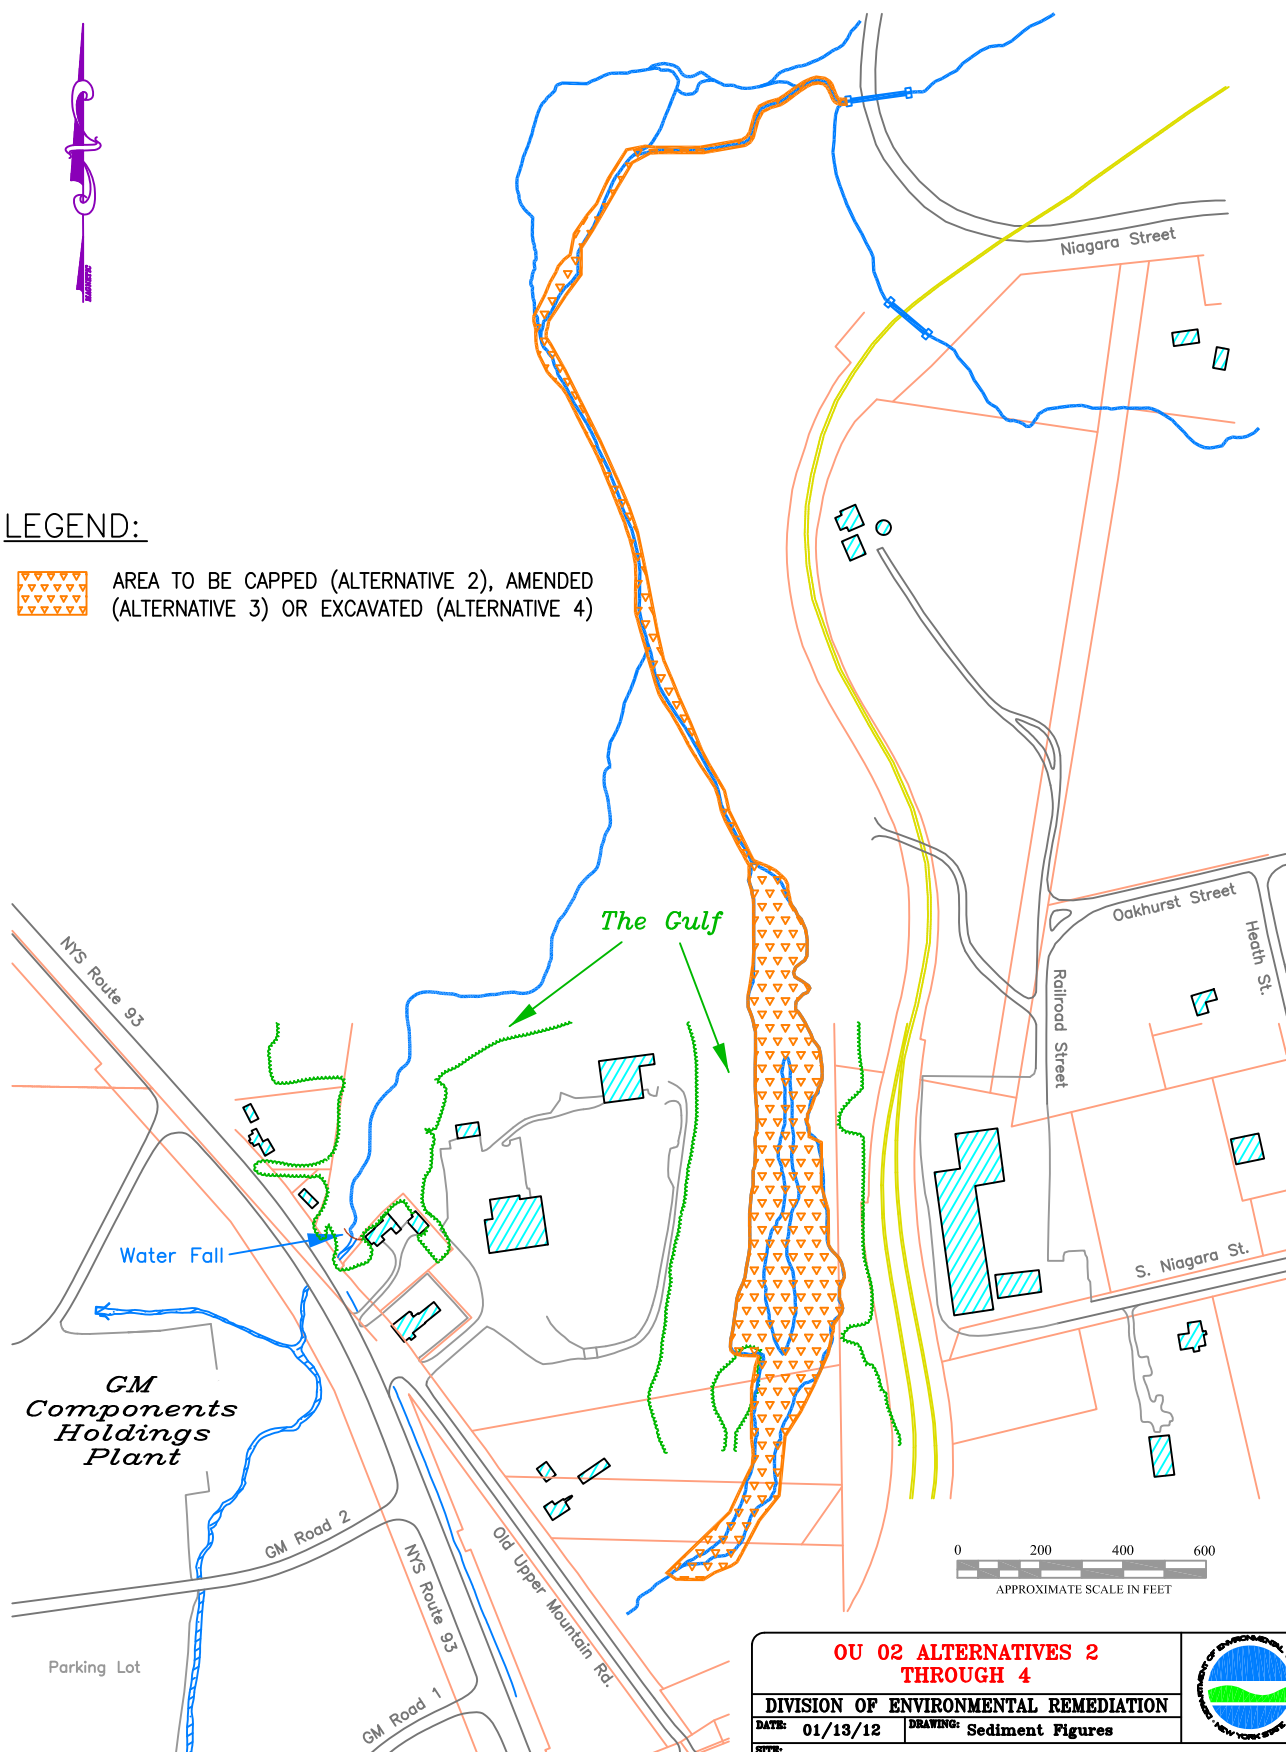 MAGNETIC
Niagara Street
LEGEND:
AREA TO BE CAPPED (ALTERNATIVE 2), AMENDED
(ALTERNATIVE 3) OR EXCAVATED (ALTERNATIVE 4)
The Gulf
Oakhurst Street
Heath St.
NYS Route 93
Railroad Street
Water Fall
S. Niagara St.
GM
Components
Holdings
Plant
GM Road 2
NYS Route 93
Old Upper Mountain Rd.
0 200 400 600
APPROXIMATE SCALE IN FEET
Parking Lot
GM Road 1
OU 02 ALTERNATIVES 2
THROUGH 4
DIVISION OF ENVIRONMENTAL REMEDIATION
DATE: 01/13/12 DRAWING: Sediment Figures
SITE: